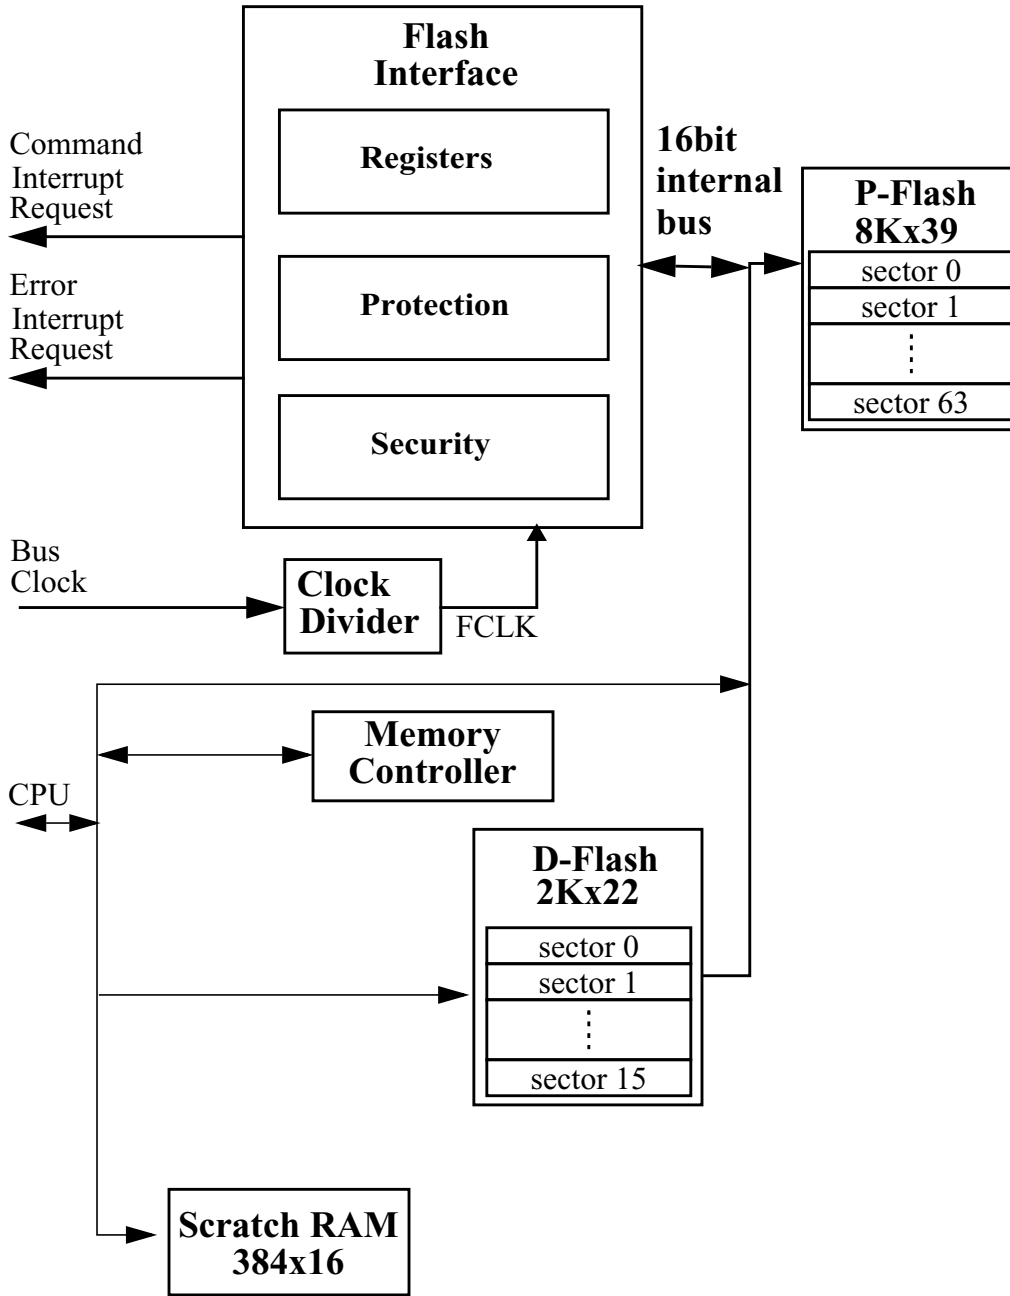 Flash
Interface
Registers
Protection
Security
Command
Interrupt
Request
Error
Interrupt
Request
16bit
internal
bus
P-Flash
8Kx39
sector 0
sector 1
sector 63
Bus
Clock
Clock
Divider
FCLK
Memory
Controller
CPU
D-Flash
2Kx22
sector 0
sector 1
sector 15
Scratch RAM
384x16